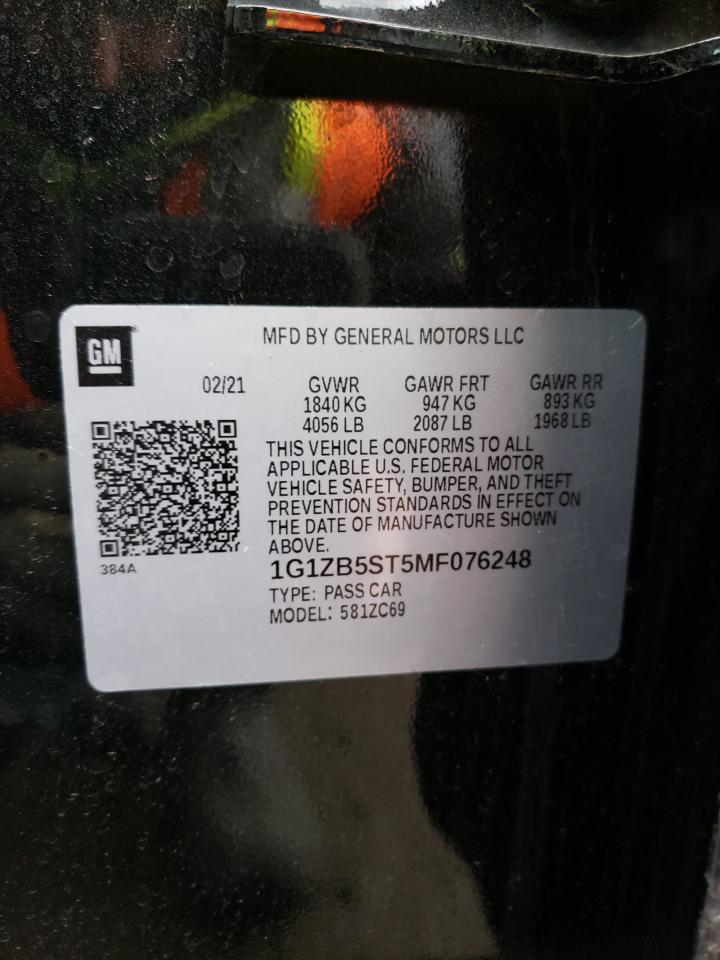 GM
MFD BY GENERAL MOTORS LLC
02/21 GVWR GAWR FRT GAWR RR
1840 KG 947 KG 893 KG
4056 LB 2087 LB 1968 LB
THIS VEHICLE CONFORMS TO ALL
APPLICABLE U.S. FEDERAL MOTOR
VEHICLE SAFETY, BUMPER, AND THEFT
PREVENTION STANDARDS IN EFFECT ON
THE DATE OF MANUFACTURE SHOWN
ABOVE.
384A
1G1ZB5ST5MF076248
TYPE: PASS CAR
MODEL: 581ZC69